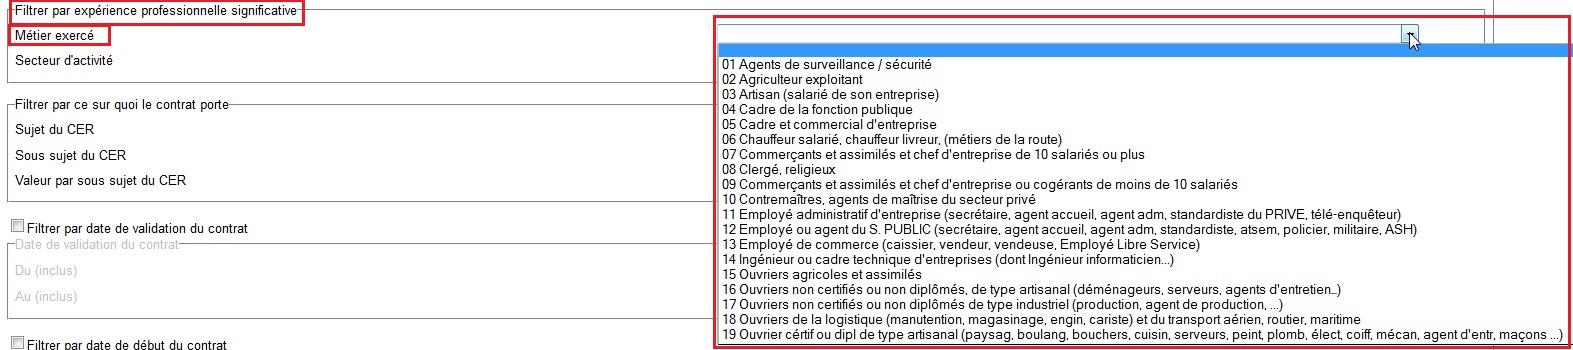 Filtrer par expérience professionnelle significative
Métier exercé
Secteur d'activité
Filtrer par ce sur quoi le contrat porte
Sujet du CER
Sous sujet du CER
Valeur par sous sujet du CER
Filtrer par date de validation du contrat
Date de validation du contrat
Du (inclus)
Au (inclus)
Filtrer par date de début du contrat
01 Agents de surveillance / sécurité
02 Agriculteur exploitant
03 Artisan (salarié de son entreprise)
04 Cadre de la fonction publique
05 Cadre et commercial d'entreprise
06 Chauffeur salarié, chauffeur livreur, (métiers de la route)
07 Commerçants et assimilés et chef d'entreprise de 10 salariés ou plus
08 Clergé, religieux
09 Commerçants et assimilés et chef d'entreprise ou cogérants de moins de 10 salariés
10 Contremaîtres, agents de maîtrise du secteur privé
11 Employé administratif d'entreprise (secrétaire, agent accueil, agent adm, standardiste du PRIVE, télé-enquêteur)
12 Employé ou agent du S. PUBLIC (secrétaire, agent accueil, agent adm, standardiste, atsem, policier, militaire, ASH)
13 Employé de commerce (caissier, vendeur, vendeuse, Employé Libre Service)
14 Ingénieur ou cadre technique d'entreprises (dont Ingénieur informaticien...)
15 Ouvriers agricoles et assimilés
16 Ouvriers non certifiés ou non diplômés, de type artisanal (déménageurs, serveurs, agents d'entretien...)
17 Ouvriers non certifiés ou non diplômés de type industriel (production, agent de production, ...)
18 Ouvriers de la logistique (manutention, magasinage, engin, cariste) et du transport aérien, routier, maritime
19 Ouvrier cértif ou dipl de type artisanal (paysag, boulang, bouchers, cuisin, serveurs, peint, plomb, élect, coiff, mécan, agent d'entr, maçons ...)